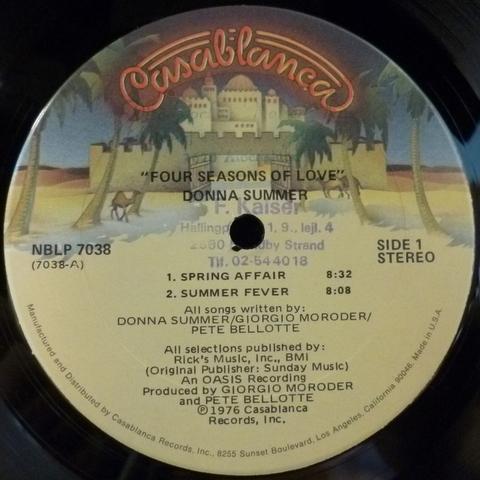 Casablanca
"FOUR SEASONS OF LOVE"
DONNA SUMMER
F. Kaiser
1, 9., lejl. 4
Strand
Tlf. 02-544018
NBLP 7038
(7038-A)
SIDE 1
STEREO
1. SPRING AFFAIR 8:32
2. SUMMER FEVER 8:08
All songs written by:
DONNA SUMMER/GIORGIO MORODER/
PETE BELLOTTE
All selections published by:
Rick's Music, Inc., BMI
(Original Publisher: Sunday Music)
An OASIS Recording
Produced by GIORGIO MORODER
and PETE BELLOTTE
℗1976 Casablanca
Records, Inc.
Manufactured and Distributed by Casablanca Records, Inc., 8255 Sunset Boulevard, Los Angeles, California 90046. Made in U.S.A.